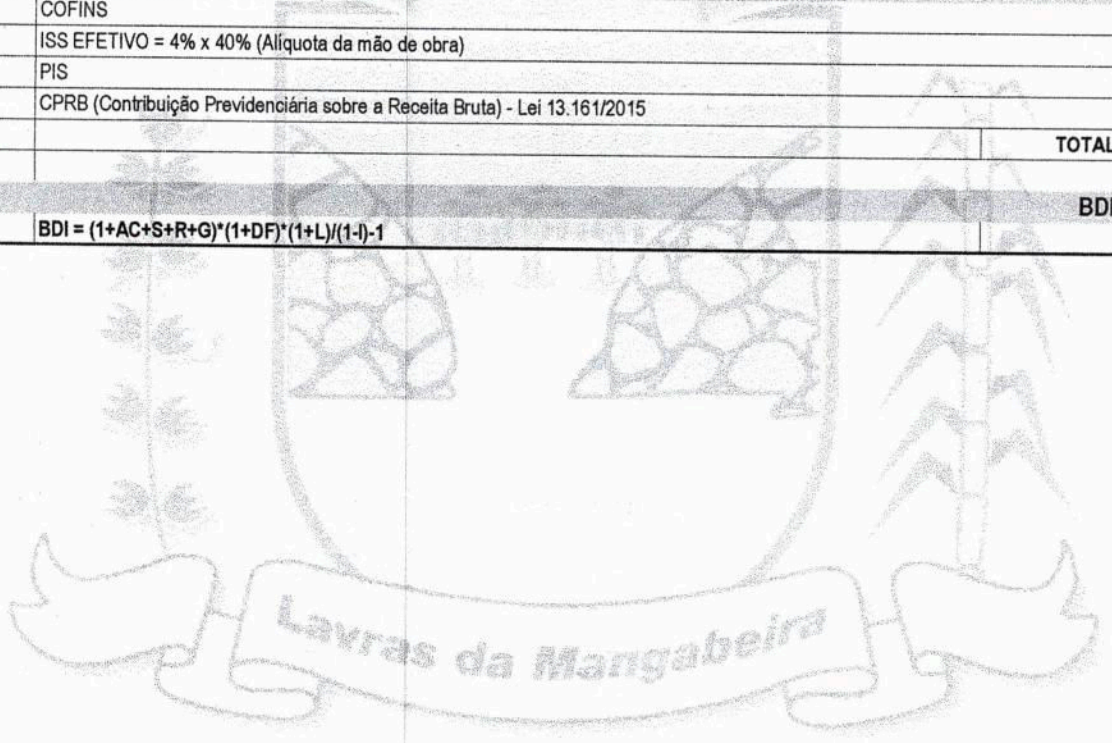 COFINS
ISS EFETIVO = 4% x 40% (Alíquota da mão de obra)
PIS
CPRB (Contribuição Previdenciária sobre a Receita Bruta) - Lei 13.161/2015
TOTAL
BDI
BDI = (1+AC+S+R+G)*(1+DF)*(1+L)/(1-I)-1
Lavras da Mangabeira